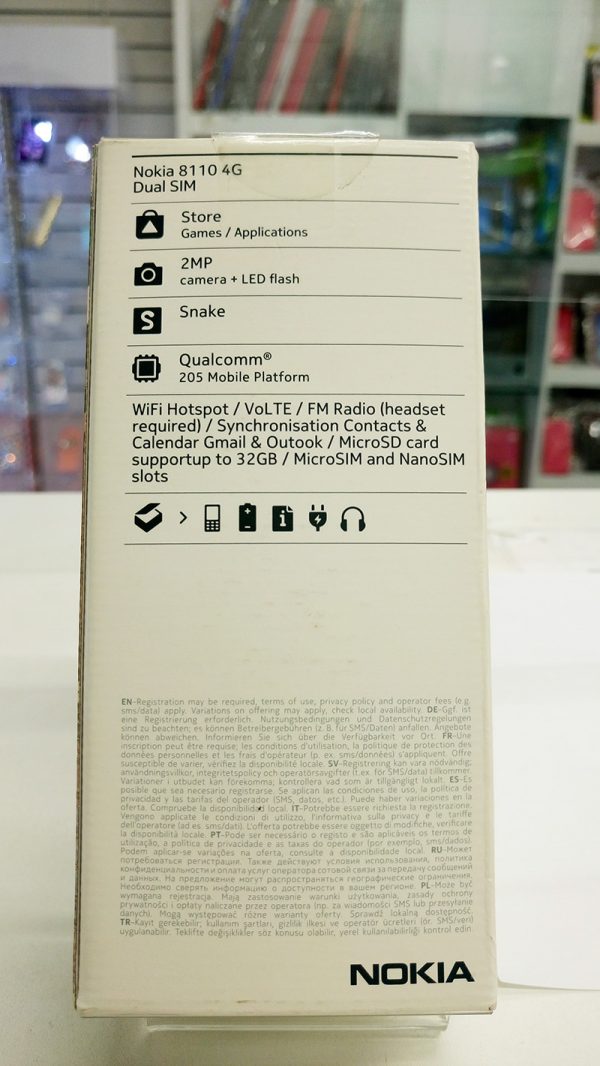 Nokia 8110 4G
Dual SIM
Store
Games / Applications
2MP
camera + LED flash
S
Snake
Qualcomm®
205 Mobile Platform
WiFi Hotspot / VoLTE / FM Radio (headset
required) / Synchronisation Contacts &
Calendar Gmail & Outook / MicroSD card
supportup to 32GB / MicroSIM and NanoSIM
slots
EN-Registration may be required, terms of use, privacy policy and operator fees (e.g.
sms/data) apply. Variations on offering may apply, check local availability. DE-Ggf. ist
eine Registrierung erforderlich. Nutzungsbedingungen und Datenschutzregelungen
sind zu beachten; es können Betreibergebühren (z. B. für SMS/Daten) anfallen. Angebote
können abweichen. Informieren Sie sich über die Verfügbarkeit vor Ort. FR-Une
inscription peut être requise; les conditions d'utilisation, la politique de protection des
données personnelles et les frais d'opérateur (p. ex. sms/données) s'appliquent. Offre
susceptible de varier, vérifiez la disponibilité locale. SV-Registrering kan vara nödvändig;
användningsvillkor, integritetspolicy och operatörsavgifter (t.ex. för SMS/data) tillkommer.
Variationer i utbudet kan förekomma; kontrollera vad som är tillgängligt lokalt. ES-Es
posible que sea necesario registrarse. Se aplican las condiciones de uso, la política de
privacidad y las tarifas del operador (SMS, datos, etc.). Puede haber variaciones en la
oferta. Compruebe la disponibilidad local. IT-Potrebbe essere richiesta la registrazione.
Vengono applicate le condizioni di utilizzo, l'informativa sulla privacy e le tariffe
dell'operatore (ad es. sms/dati). L'offerta potrebbe essere oggetto di modifiche, verificare
la disponibilità locale. PT-Pode ser necessário o registo e são aplicáveis os termos de
utilização, a política de privacidade e as taxas do operador (por exemplo, sms/dados).
Podem aplicar-se variações na oferta, consulte a disponibilidade local. RU-Может
потребоваться регистрация. Также действуют условия использования, политика
конфиденциальности и оплата услуг оператора сотовой связи за передачу сообщений
и данных. На предложение могут распространяться географические ограничения.
Необходимо сверять информацию о доступности в вашем регионе. PL-Może być
wymagana rejestracja. Mają zastosowanie warunki użytkowania, zasady ochrony
prywatności i opłaty naliczane przez operatora (np. za wiadomości SMS lub przesyłanie
danych). Mogą występować różne warianty oferty. Sprawdź lokalną dostępność.
TR-Kayıt gerekebilir; kullanım şartları, gizlilik ilkesi ve operatör ücretleri (ör. SMS/veri)
uygulanabilir. Teklifte değişiklikler söz konusu olabilir, yerel kullanılabilirliği kontrol edin.
NOKIA